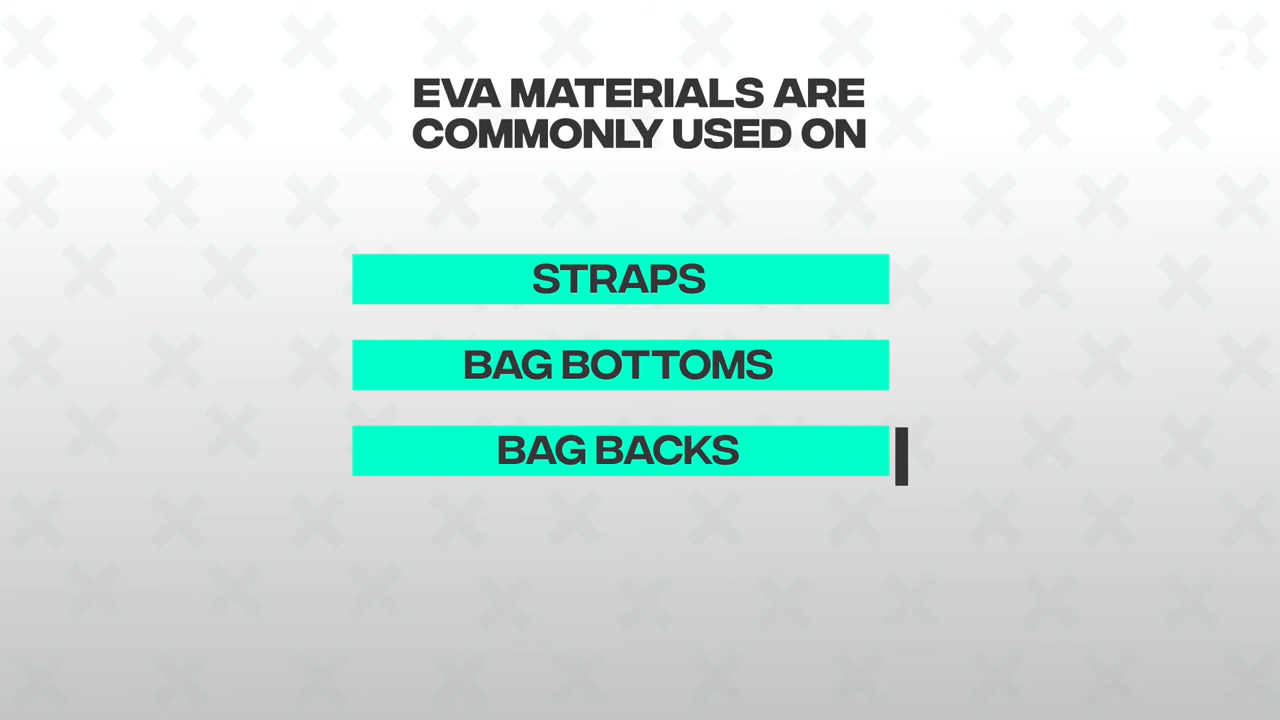 EVA MATERIALS ARE
COMMONLY USED ON
STRAPS
BAG BOTTOMS
BAG BACKS